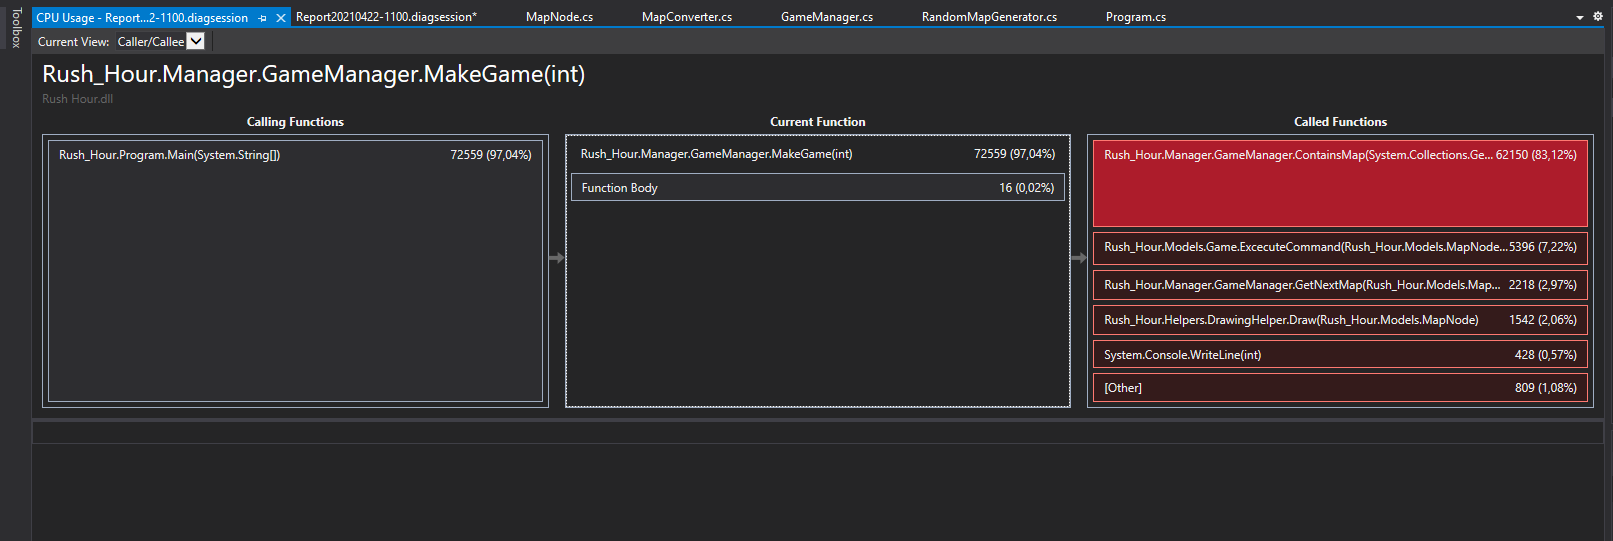 Toolbox
CPU Usage - Report...2-1100.diagsession
Report20210422-1100.diagsession*
MapNode.cs
MapConverter.cs
GameManager.cs
RandomMapGenerator.cs
Program.cs
Current View: Caller/Callee
Rush_Hour.Manager.GameManager.MakeGame(int)
Rush Hour.dll
Calling Functions
Rush_Hour.Program.Main(System.String[]) 72559 (97,04%)
Current Function
Rush_Hour.Manager.GameManager.MakeGame(int) 72559 (97,04%)
Function Body 16 (0,02%)
Called Functions
Rush_Hour.Manager.GameManager.ContainsMap(System.Collections.Ge... 62150 (83,12%)
Rush_Hour.Models.Game.ExcecuteCommand(Rush_Hour.Models.MapNode... 5396 (7,22%)
Rush_Hour.Manager.GameManager.GetNextMap(Rush_Hour.Models.Map... 2218 (2,97%)
Rush_Hour.Helpers.DrawingHelper.Draw(Rush_Hour.Models.MapNode) 1542 (2,06%)
System.Console.WriteLine(int) 428 (0,57%)
[Other] 809 (1,08%)